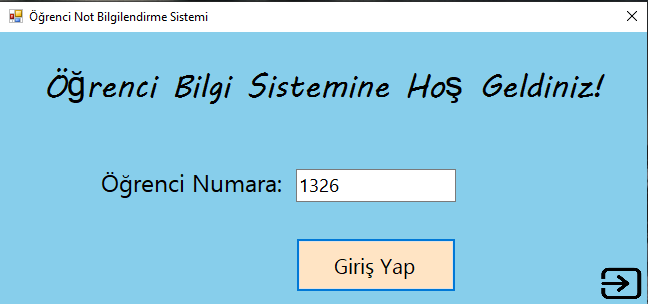 Öğrenci Not Bilgilendirme Sistemi
Öğrenci Bilgi Sistemine Hoş Geldiniz!
Öğrenci Numara: 1326
Giriş Yap